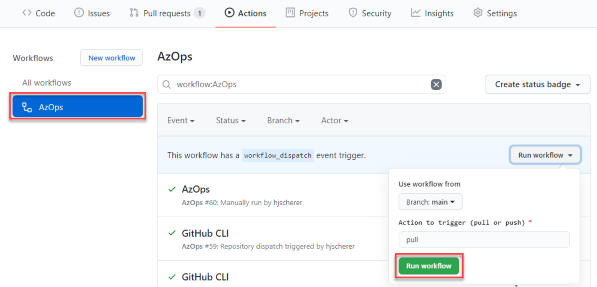 Code Issues Pull requests 1 Actions Projects Security Insights Settings
Workflows New workflow
All workflows
AzOps
AzOps
workflow:AzOps
Create status badge
Event Status Branch Actor
This workflow has a workflow_dispatch event trigger.
Run workflow
AzOps
AzOps #60: Manually run by hjscherer
GitHub CLI
AzOps #59: Repository dispatch triggered by hjscherer
GitHub CLI
Use workflow from
Branch: main
Action to trigger (pull or push) *
pull
Run workflow